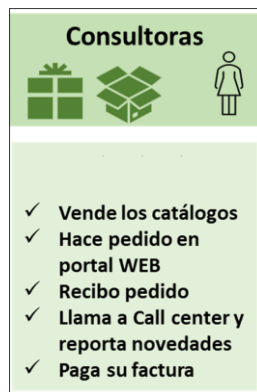 Consultoras
✓ Vende los catálogos
✓ Hace pedido en
portal WEB
✓ Recibo pedido
✓ Llama a Call center y
reporta novedades
✓ Paga su factura